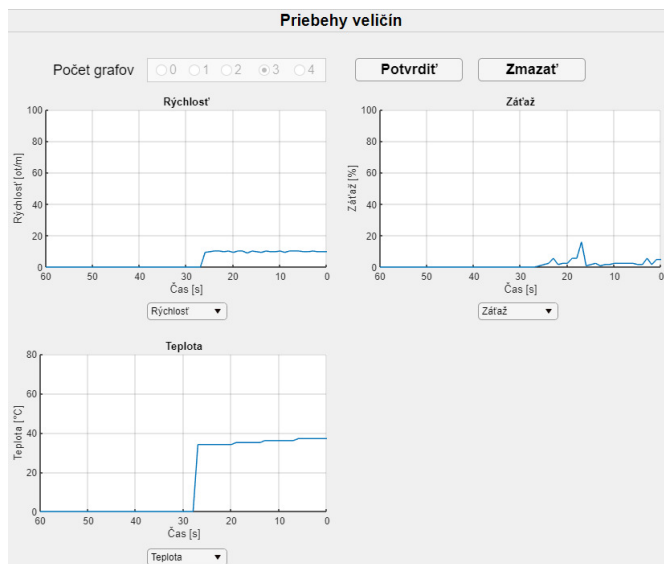 Priebehy veličín
Počet grafov 0 1 2 3 4 Potvrdiť Zmazať
Rýchlosť
100
80
60
40
20
0
Rýchlosť [ot/m]
60 50 40 30 20 10 0
Čas [s]
Rýchlosť
Záťaž
100
80
60
40
20
0
Záťaž [%]
60 50 40 30 20 10 0
Čas [s]
Záťaž
Teplota
80
60
40
20
0
Teplota [°C]
60 50 40 30 20 10 0
Čas [s]
Teplota